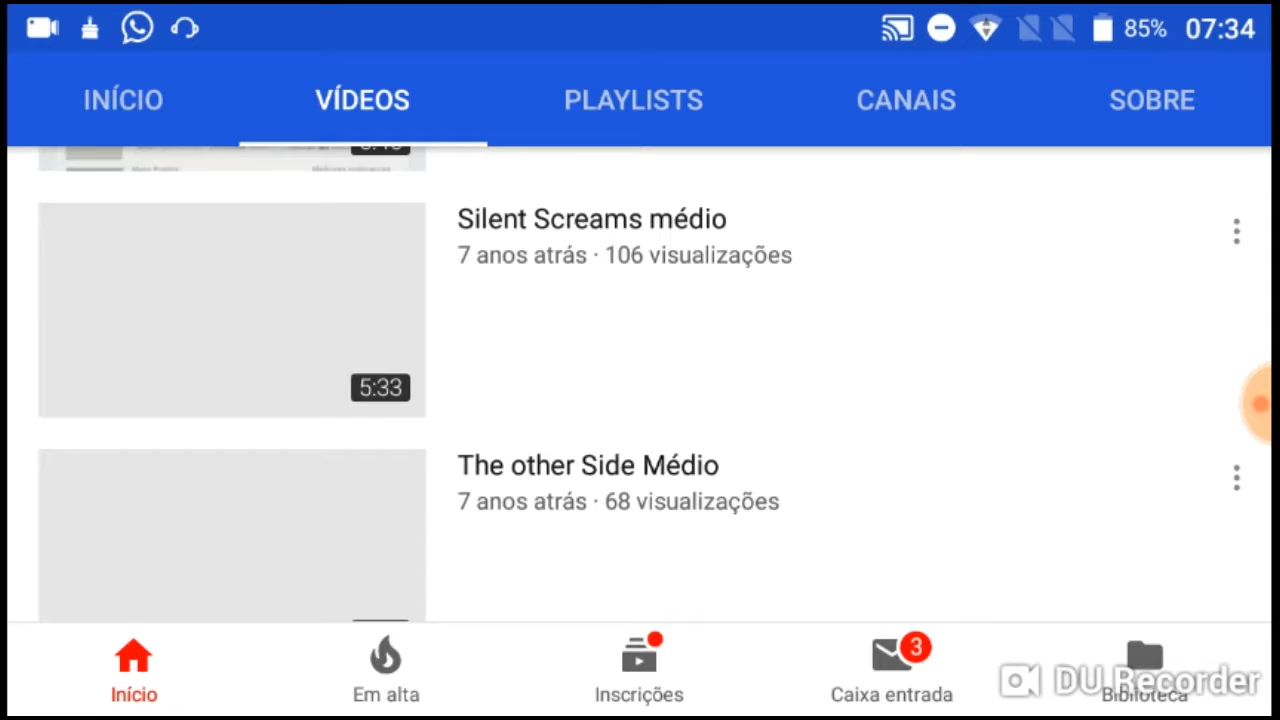 85% 07:34
INÍCIO VÍDEOS PLAYLISTS CANAIS SOBRE
Silent Screams médio
7 anos atrás · 106 visualizações
5:33
The other Side Médio
7 anos atrás · 68 visualizações
3
Início Em alta Inscrições Caixa entrada Biblioteca
DU Recorder